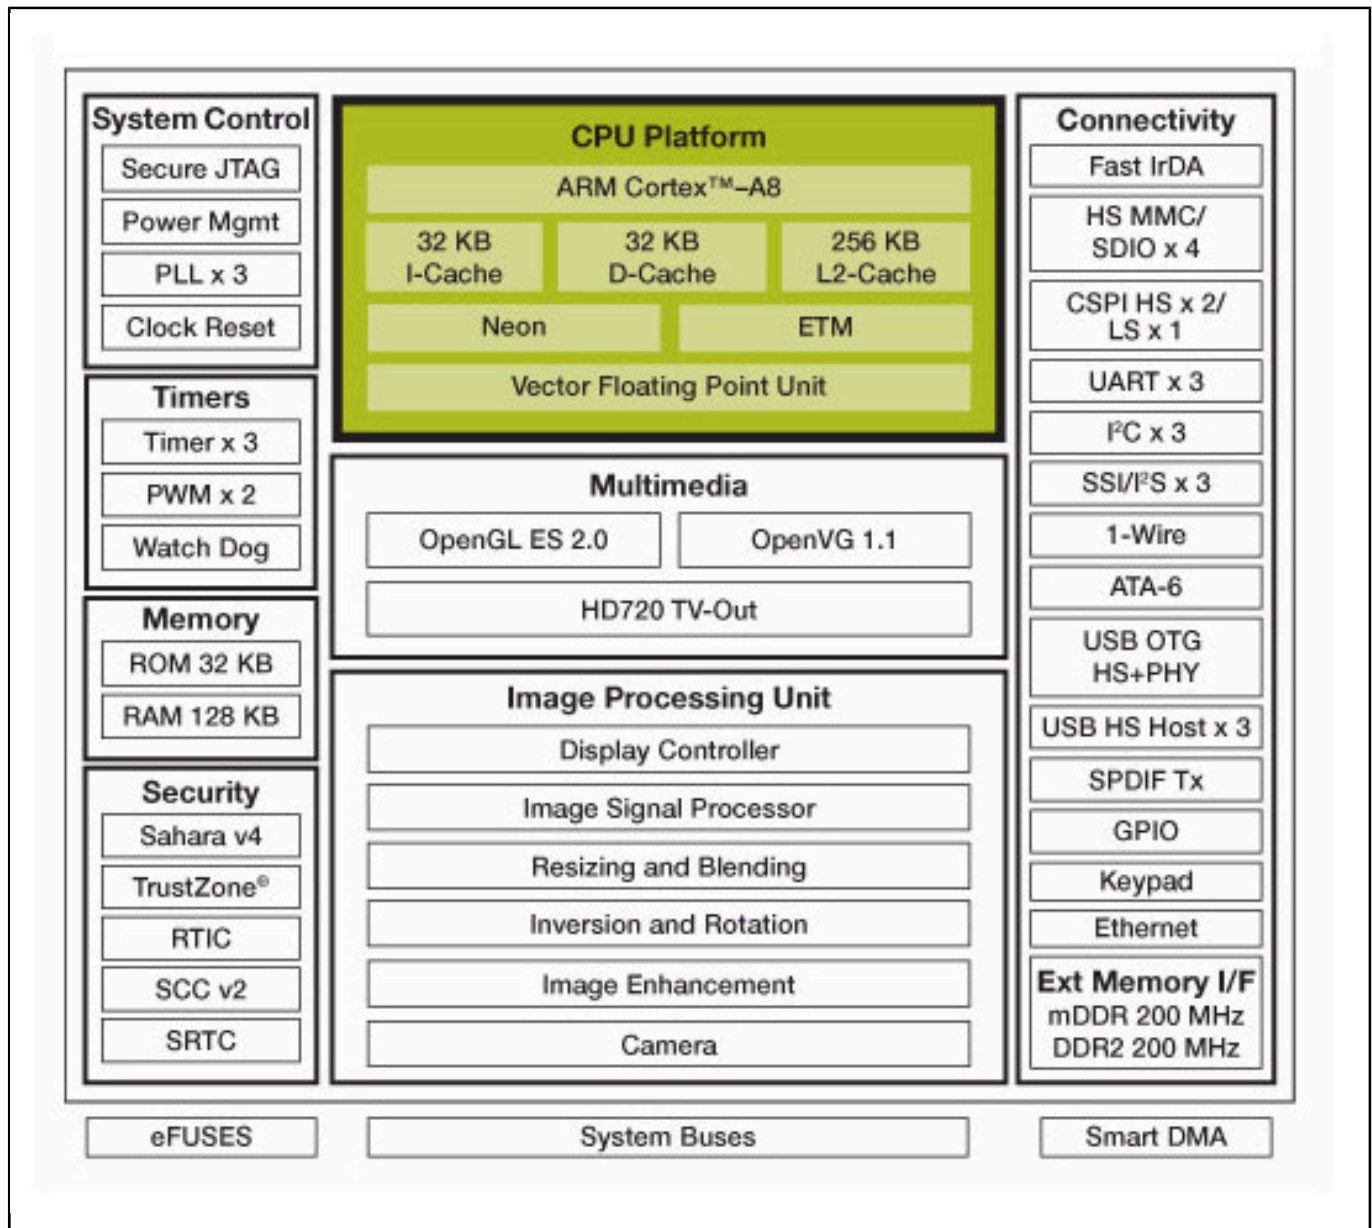 System Control
Secure JTAG
Power Mgmt
PLL x 3
Clock Reset
Timers
Timer x 3
PWM x 2
Watch Dog
Memory
ROM 32 KB
RAM 128 KB
Security
Sahara v4
TrustZone®
RTIC
SCC v2
SRTC
CPU Platform
ARM Cortex™–A8
32 KB
I-Cache
32 KB
D-Cache
256 KB
L2-Cache
Neon
ETM
Vector Floating Point Unit
Multimedia
OpenGL ES 2.0
OpenVG 1.1
HD720 TV-Out
Image Processing Unit
Display Controller
Image Signal Processor
Resizing and Blending
Inversion and Rotation
Image Enhancement
Camera
Connectivity
Fast IrDA
HS MMC/
SDIO x 4
CSPI HS x 2/
LS x 1
UART x 3
I²C x 3
SSI/I²S x 3
1-Wire
ATA-6
USB OTG
HS+PHY
USB HS Host x 3
SPDIF Tx
GPIO
Keypad
Ethernet
Ext Memory I/F
mDDR 200 MHz
DDR2 200 MHz
eFUSES
System Buses
Smart DMA